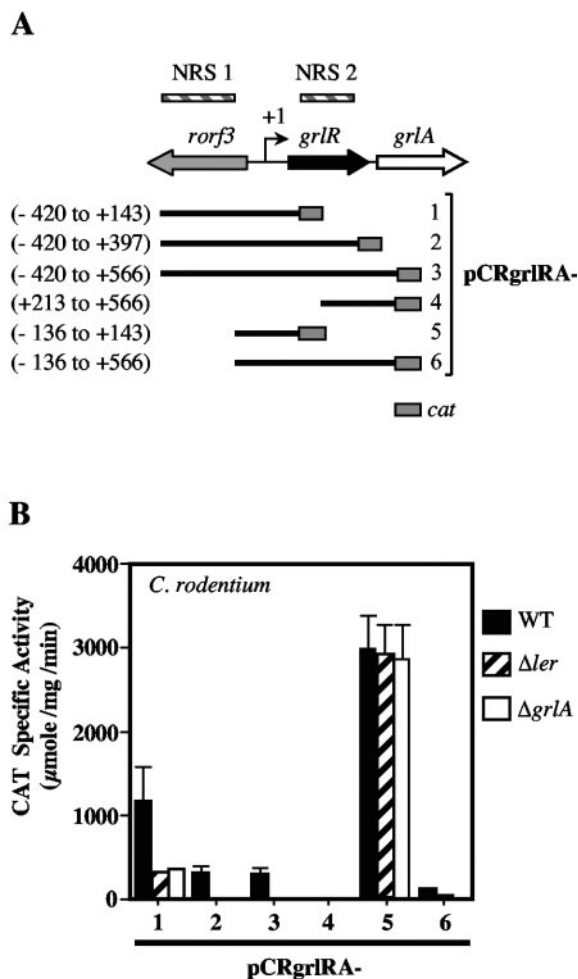 A
NRS 1 NRS 2
+1
rorf3 grlR grlA
(- 420 to +143) 1
(- 420 to +397) 2
(- 420 to +566) 3
(+213 to +566) 4
(- 136 to +143) 5
(- 136 to +566) 6
pCRgrlRA-
cat
B
C. rodentium
CAT Specific Activity
(µmole /mg /min)
4000
3000
2000
1000
0
WT
Δler
ΔgrlA
1 2 3 4 5 6
pCRgrlRA-